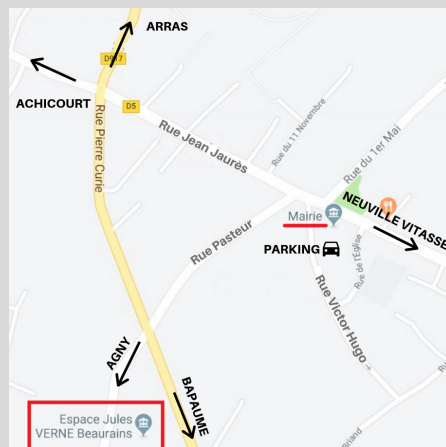 ARRAS
D917
ACHICOURT
D5
Rue Pierre Curie
Rue Jean Jaurès
Rue du 11 Novembre
Rue du 1er Mai
NEUVILLE VITASSE
Mairie
PARKING
Rue Pasteur
Rue de l'Eglise
Rue Victor Hugo
AGNY
BAPAUME
Espace Jules
VERNE Beaurains